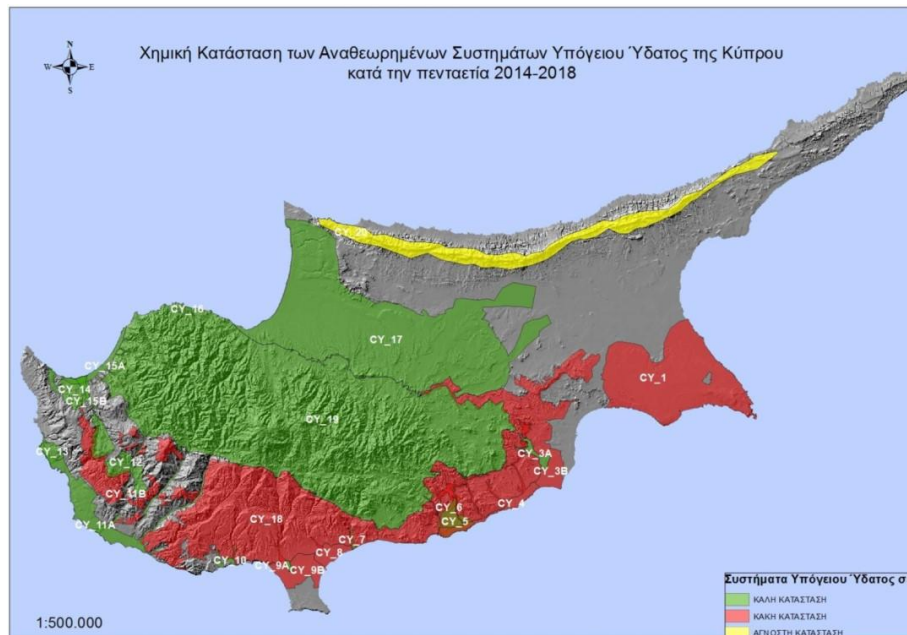 Χημική Κατάσταση των Αναθεωρημένων Συστημάτων Υπόγειου Ύδατος της Κύπρου
κατά την πενταετία 2014-2018
N
W E
S
CY_16
CY_17
CY_1
CY_15A
CY_14
CY_15B
CY_19
CY_13
CY_12
CY_3A
CY_3B
CY_11B
CY_11A
CY_18
CY_6
CY_4
CY_5
CY_7
CY_8
CY_10
CY_9A
CY_9B
Συστήματα Υπόγειου Ύδατος σ
ΚΑΛΗ ΚΑΤΑΣΤΑΣΗ
ΚΑΚΗ ΚΑΤΑΣΤΑΣΗ
ΑΓΝΩΣΤΗ ΚΑΤΑΣΤΑΣΗ
1:500.000